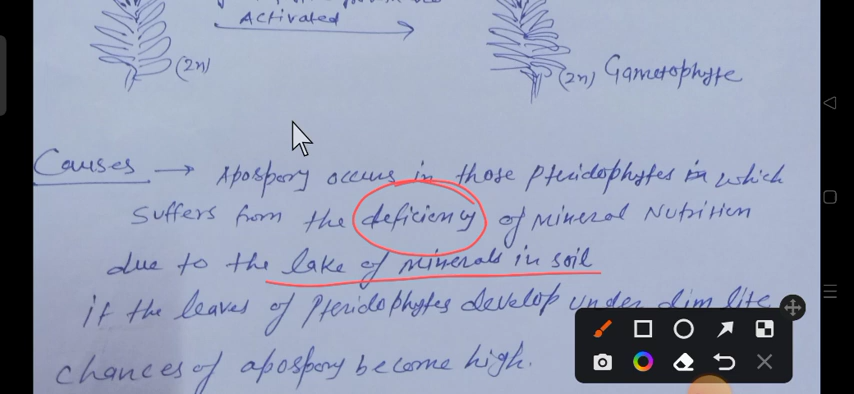 Activated
(2n)
(2n) Gametophyte
Causes → Apospory occurs in those Pteridophytes in which
Suffers from the deficiency of mineral Nutrition
due to the lake of minerals in soil
if the leaves of Pteridophytes develop under dim lite
chances of apospory become high.